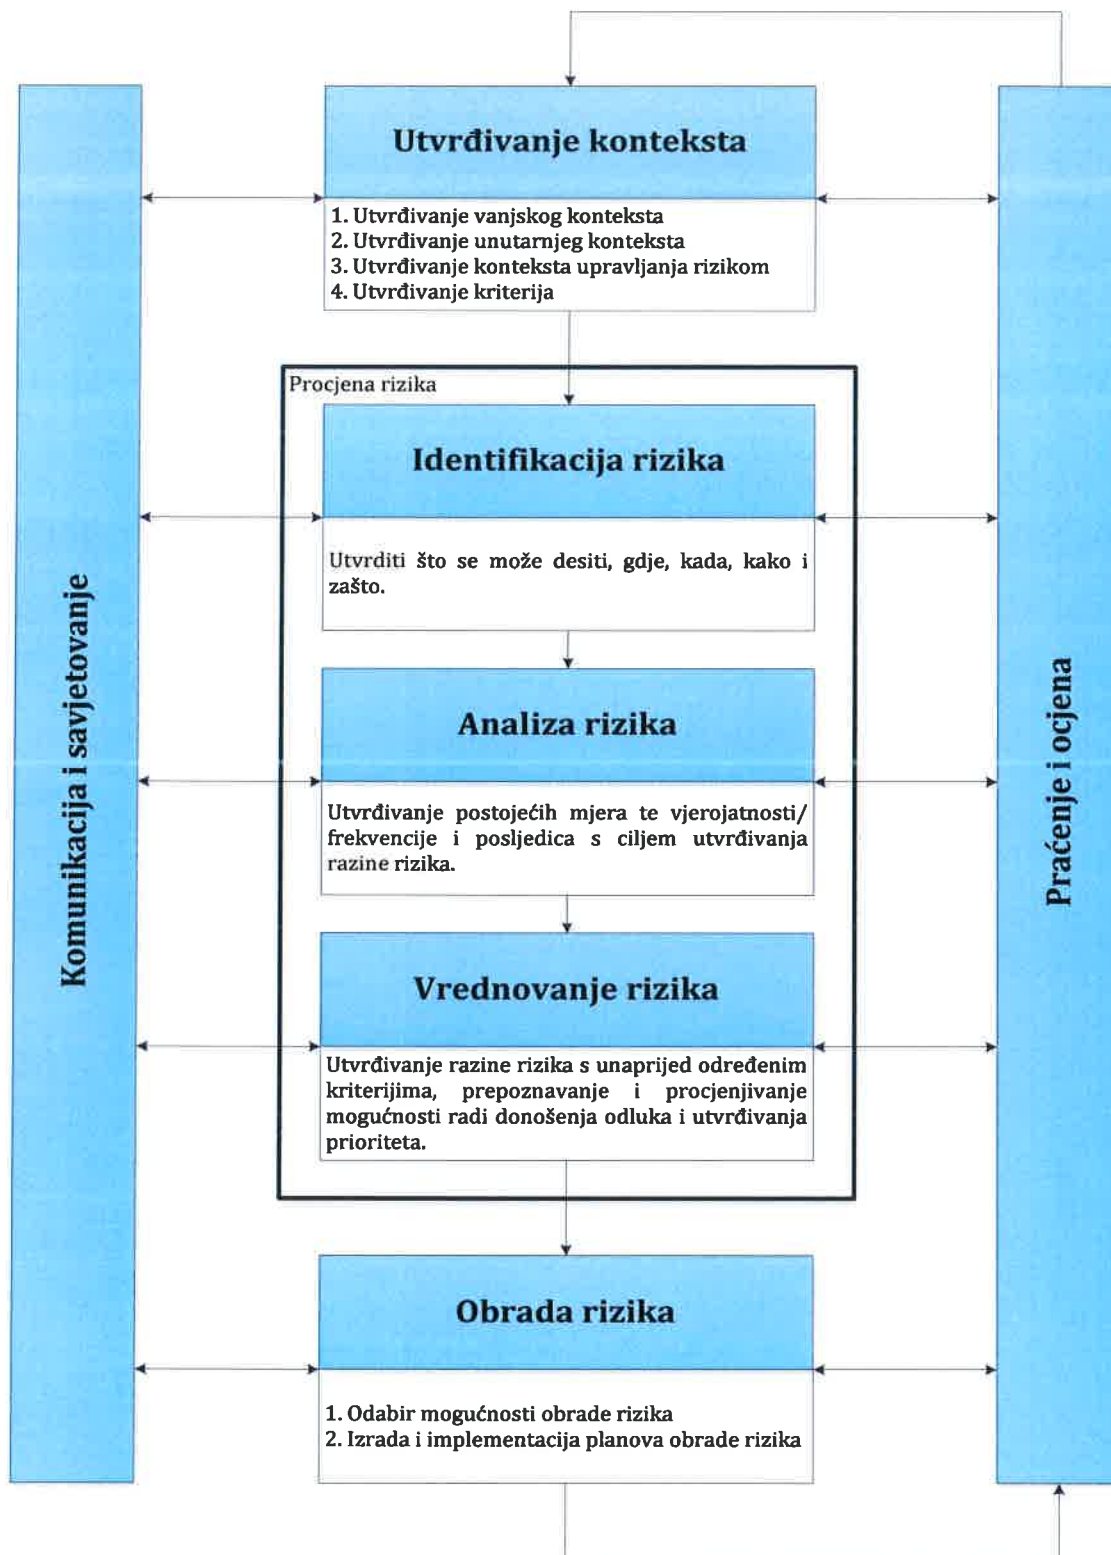 Utvrđivanje konteksta
1. Utvrđivanje vanjskog konteksta
2. Utvrđivanje unutarnjeg konteksta
3. Utvrđivanje konteksta upravljanja rizikom
4. Utvrđivanje kriterija
Procjena rizika
Identifikacija rizika
Utvrditi što se može desiti, gdje, kada, kako i
zašto.
Analiza rizika
Utvrđivanje postojećih mjera te vjerojatnosti/
frekvencije i posljedica s ciljem utvrđivanja
razine rizika.
Vrednovanje rizika
Utvrđivanje razine rizika s unaprijed određenim
kriterijima, prepoznavanje i procjenjivanje
mogućnosti radi donošenja odluka i utvrđivanja
prioriteta.
Obrada rizika
1. Odabir mogućnosti obrade rizika
2. Izrada i implementacija planova obrade rizika
Komunikacija i savjetovanje
Praćenje i ocjena